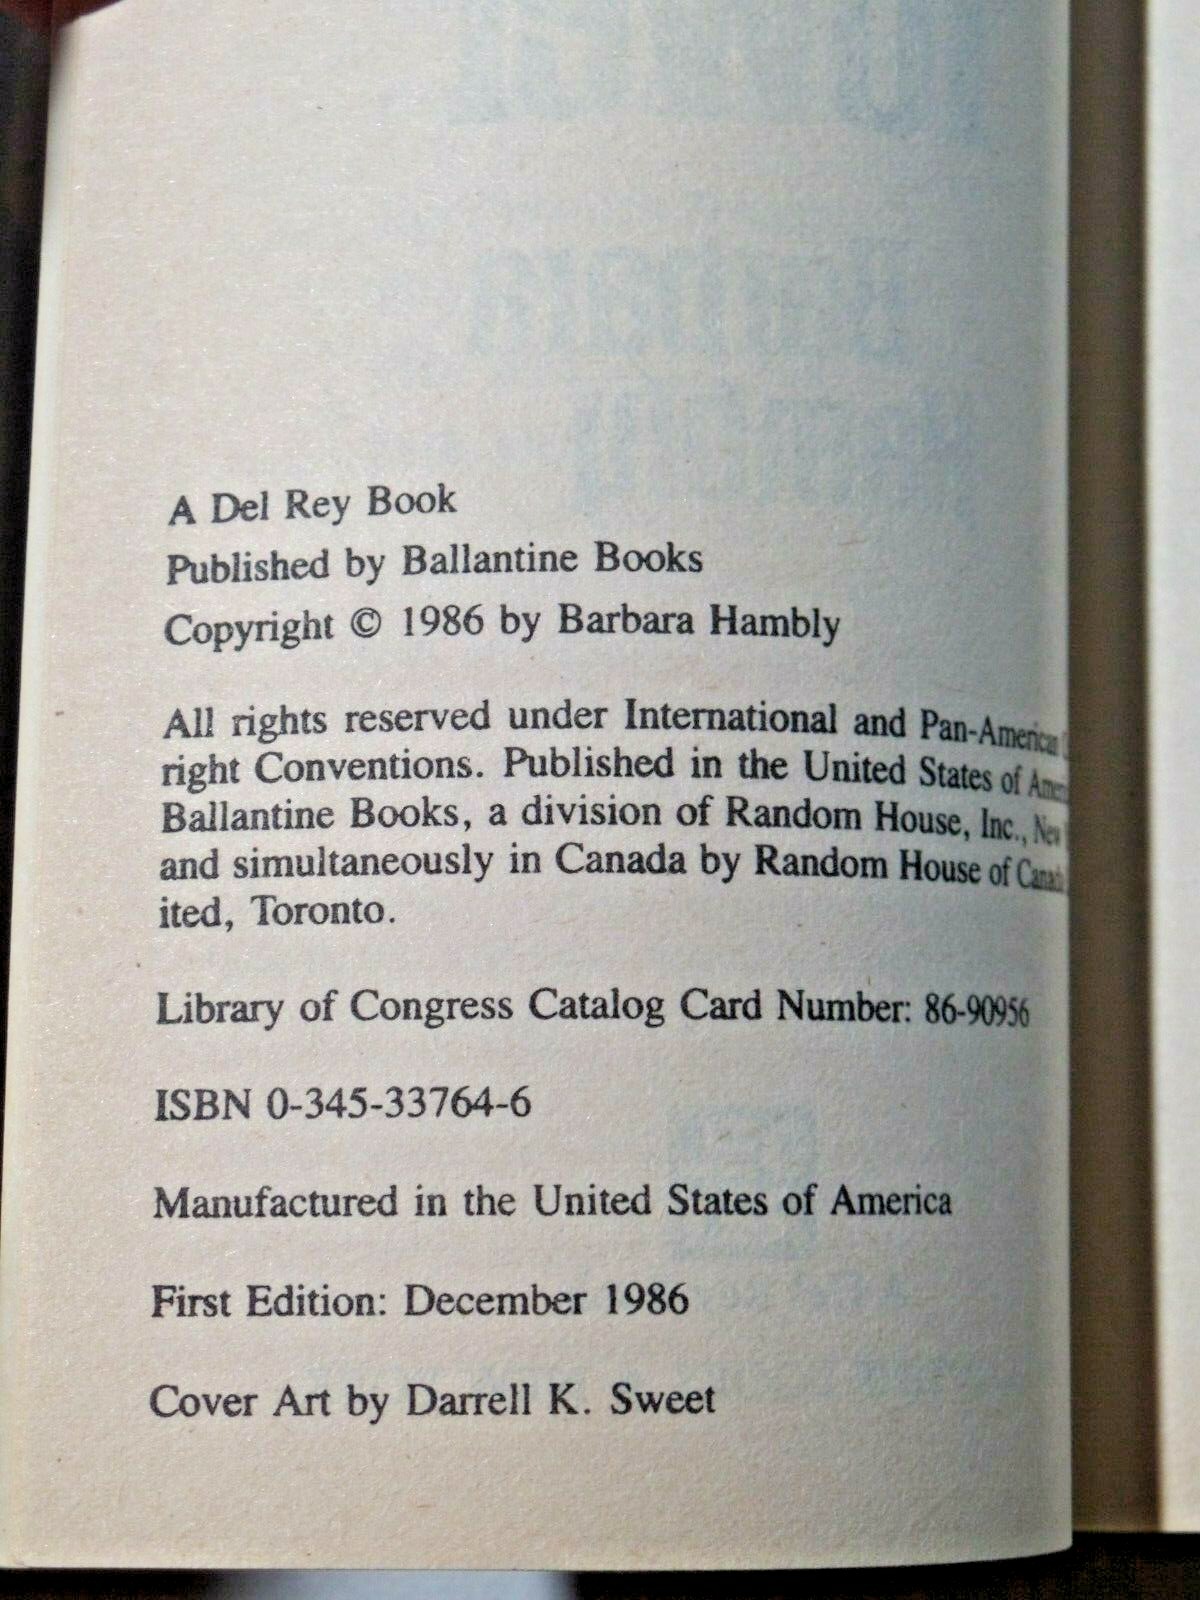 A Del Rey Book
Published by Ballantine Books
Copyright © 1986 by Barbara Hambly
All rights reserved under International and Pan-American
right Conventions. Published in the United States of
Ballantine Books, a division of Random House, Inc., New
and simultaneously in Canada by Random House of
ited, Toronto.
Library of Congress Catalog Card Number: 86-90956
ISBN 0-345-33764-6
Manufactured in the United States of America
First Edition: December 1986
Cover Art by Darrell K. Sweet